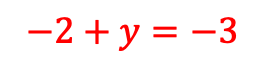 −2 + y = −3